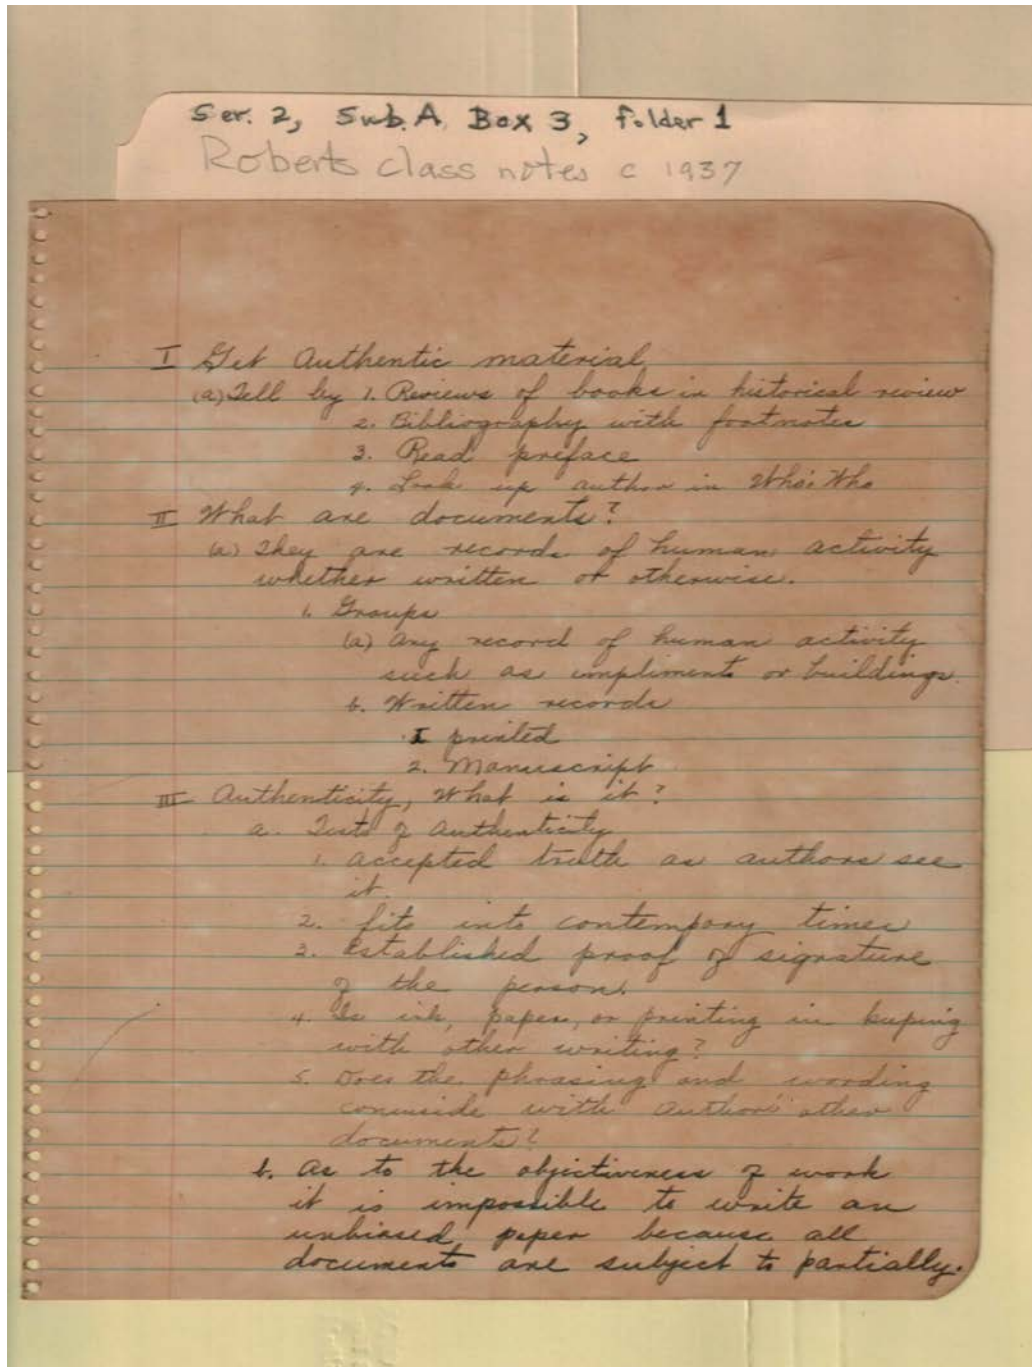 Ser. 2, Sub. A Box 3, folder 1
Roberts class notes c 1937
I Get Authentic material
(a) Tell by 1. Reviews of books in historical review
2. Bibliography with footnotes
3. Read preface
4. Look up author in Who's Who
II What are documents?
(a) They are records of human activity
whether written or otherwise.
1. Groups
(a) any record of human activity
such as impliments or buildings.
b. Written records
I printed
2. Manuscript
III Authenticity, What is it?
a. Tests of authenticity
1. accepted truth as authors see
it.
2. fits into contempory times
3. Established proof of signature
of the person.
4. Is ink, paper, or printing in keeping
with other writing?
5. Does the phrasing and wording
conuside with author's other
documents?
b. As to the objectiveness of work
it is impossible to write an
unbiased paper because all
documents are subject to partially.